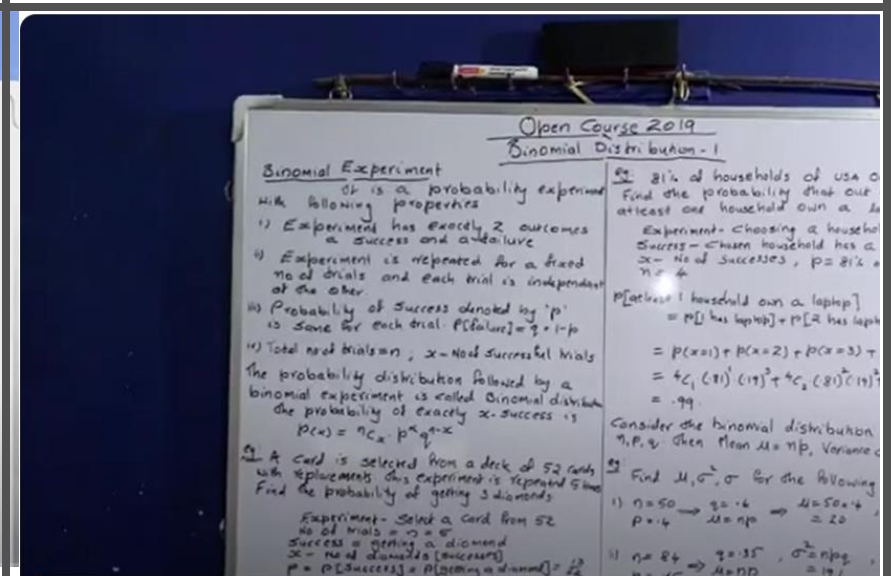 Open Course 2019
Binomial Distribution - 1
Binomial Experiment
It is a probability experiment
with following properties
i) Experiment has exactly 2 outcomes
a success and a failure
ii) Experiment is repeated for a fixed
no of trials and each trial is independent
of the other.
iii) Probability of Success denoted by 'p'
is same for each trial. P[failure] = q = 1-p
iv) Total no of trials = n ; x - No of Successful trials
The probability distribution followed by a
binomial experiment is called Binomial distribution
The probability of exactly x-success is
p(x) = nCx . p^x q^n-x
eg: A Card is selected from a deck of 52 cards
with replacements this experiment is repeated 5 times
Find the probability of getting 3 diamonds
Experiment - Select a Card from 52
No of trials = n = 5
Success = getting a diamond
x - no of diamonds [successes]
p = P[success] = P[getting a diamond] = 13/52
eg: 81% of households of USA
Find the probability that out
atleast one household own a
Experiment - Choosing a
Success - Chosen household has a
x - No of Successes, p = 81%
n = 4
P[atleast 1 household own a laptop]
= P[1 has laptop] + P[2 has
= P(x=1) + P(x=2) + P(x=3) +
= 4C1 (.81)^1 (.19)^3 + 4C2 (.81)^2 (.19)^2
= .99
Consider the binomial distribution
n, p, q. Then Mean μ = np, Variance
eg Find μ, σ², σ for the following
i) n = 50 → q = .6 → μ = 50×.4
p = .4 μ = np = 20
ii) n = 84 → q = .35 , σ² = npq
μ = np